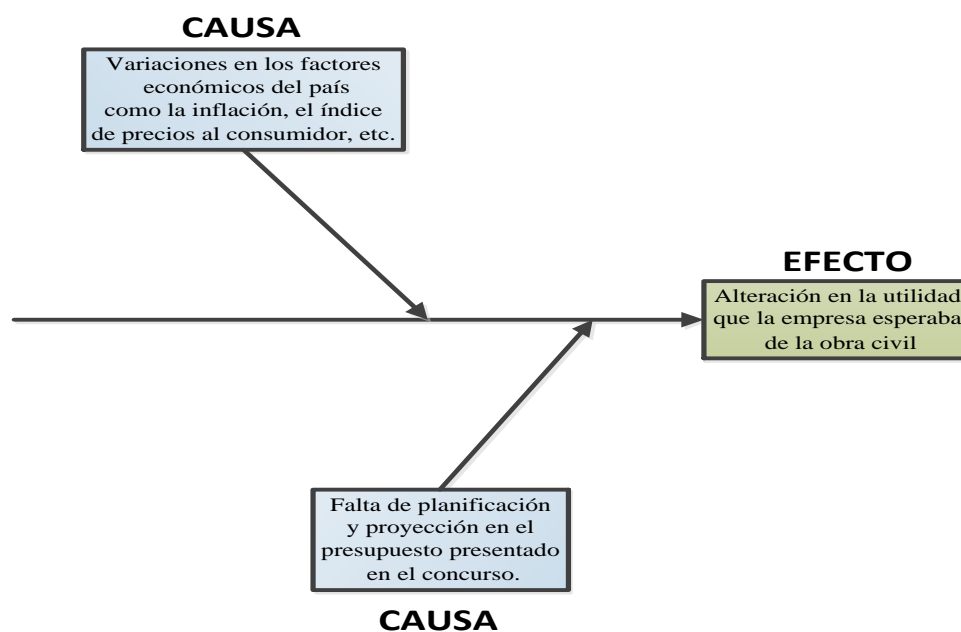 CAUSA
Variaciones en los factores
económicos del país
como la inflación, el índice
de precios al consumidor, etc.
EFECTO
Alteración en la utilidad
que la empresa esperaba
de la obra civil
Falta de planificación
y proyección en el
presupuesto presentado
en el concurso.
CAUSA